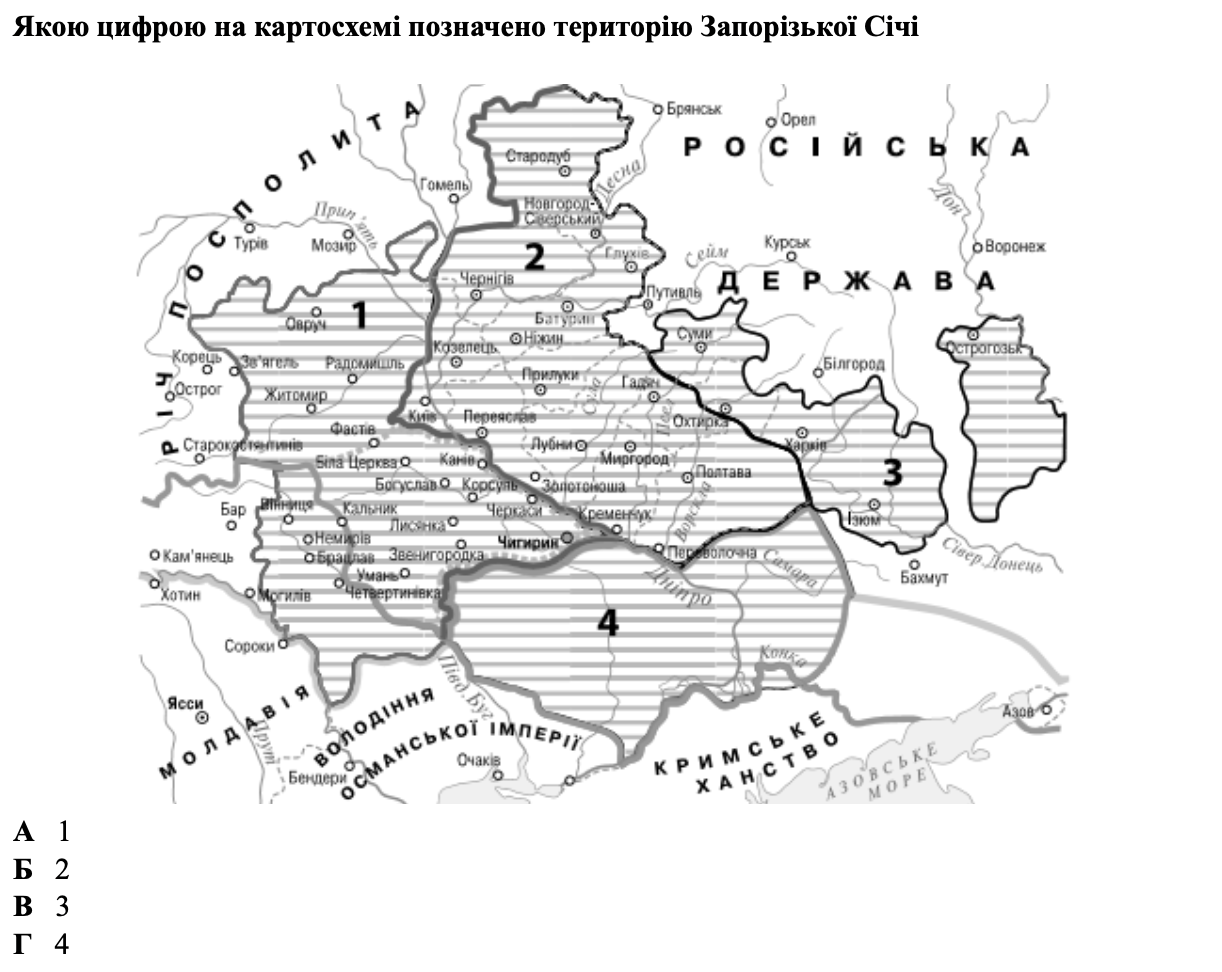 Якою цифрою на картосхемі позначено територію Запорізької Січі
РІЧ ПОСПОЛИТА
РОСІЙСЬКА
ДЕРЖАВА
Брянськ
Орел
Стародуб
Десна
Гомель
Новгород-
Сіверський
Дон
Прип'ять
Турів
Мозир
2
Глухів
Сейм
Курськ
Воронеж
Чернігів
Путивль
Овруч
1
Батурин
Ніжин
Суми
Острогозьк
Козелець
Корець
Зв'ягель
Радомишль
Білгород
Острог
Прилуки
Сула
Гадяч
Житомир
Київ
Переяслав
Псел
Охтирка
Фастів
Старокостянтинів
Лубни
Миргород
Харків
Біла Церква
Канів
Полтава
3
Богуслав
Корсунь
Золотоноша
Бар
Вінниця
Кальник
Черкаси
Кременчук
Ворскла
Ізюм
Лисянка
Немирів
Чигирин
Кам'янець
Брацлав
Звенигородка
Переволочна
Самара
Сівер.Донець
Умань
Бахмут
Хотин
Могилів
Четвертинівка
Дніпро
4
Сороки
Конка
Півд.Буг
Ясси
МОЛДАВІЯ
Прут
ВОЛОДІННЯ
ОСМАНСЬКОЇ ІМПЕРІЇ
Азов
Бендери
Очаків
КРИМСЬКЕ
ХАНСТВО
АЗОВСЬКЕ
МОРЕ
А 1
Б 2
В 3
Г 4